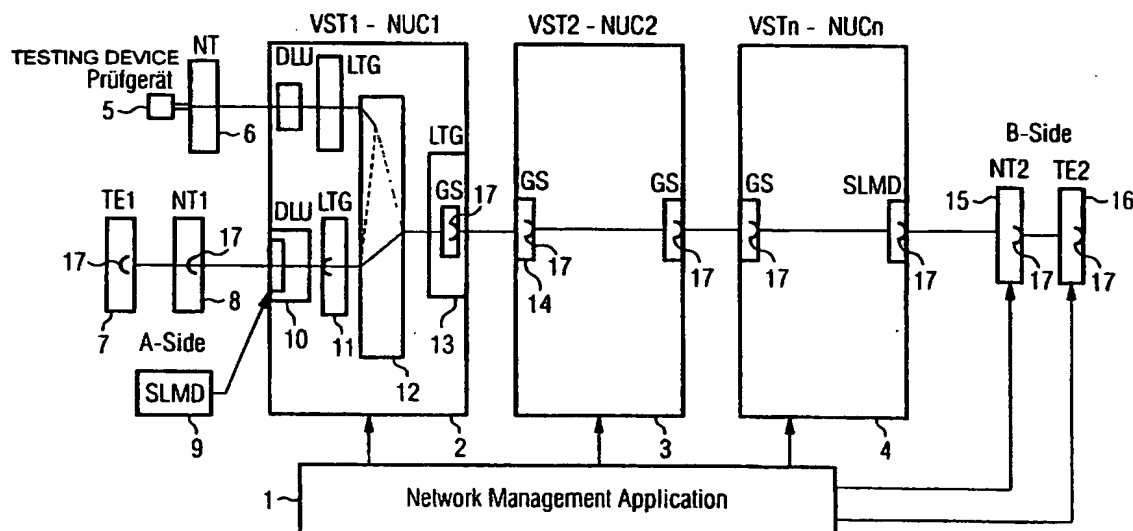 VST1 - NUC1
VST2 - NUC2
VSTn - NUCn
TESTING DEVICE
Prüfgerät
NT
DLU
LTG
5
6
LTG
GS
17
B-Side
NT2
TE2
15
16
TE1
NT1
17
17
DLU
LTG
GS
17
14
GS
17
GS
17
SLMD
17
17
17
7
8
A-Side
10
11
12
13
SLMD
9
2
3
4
1
Network Management Application